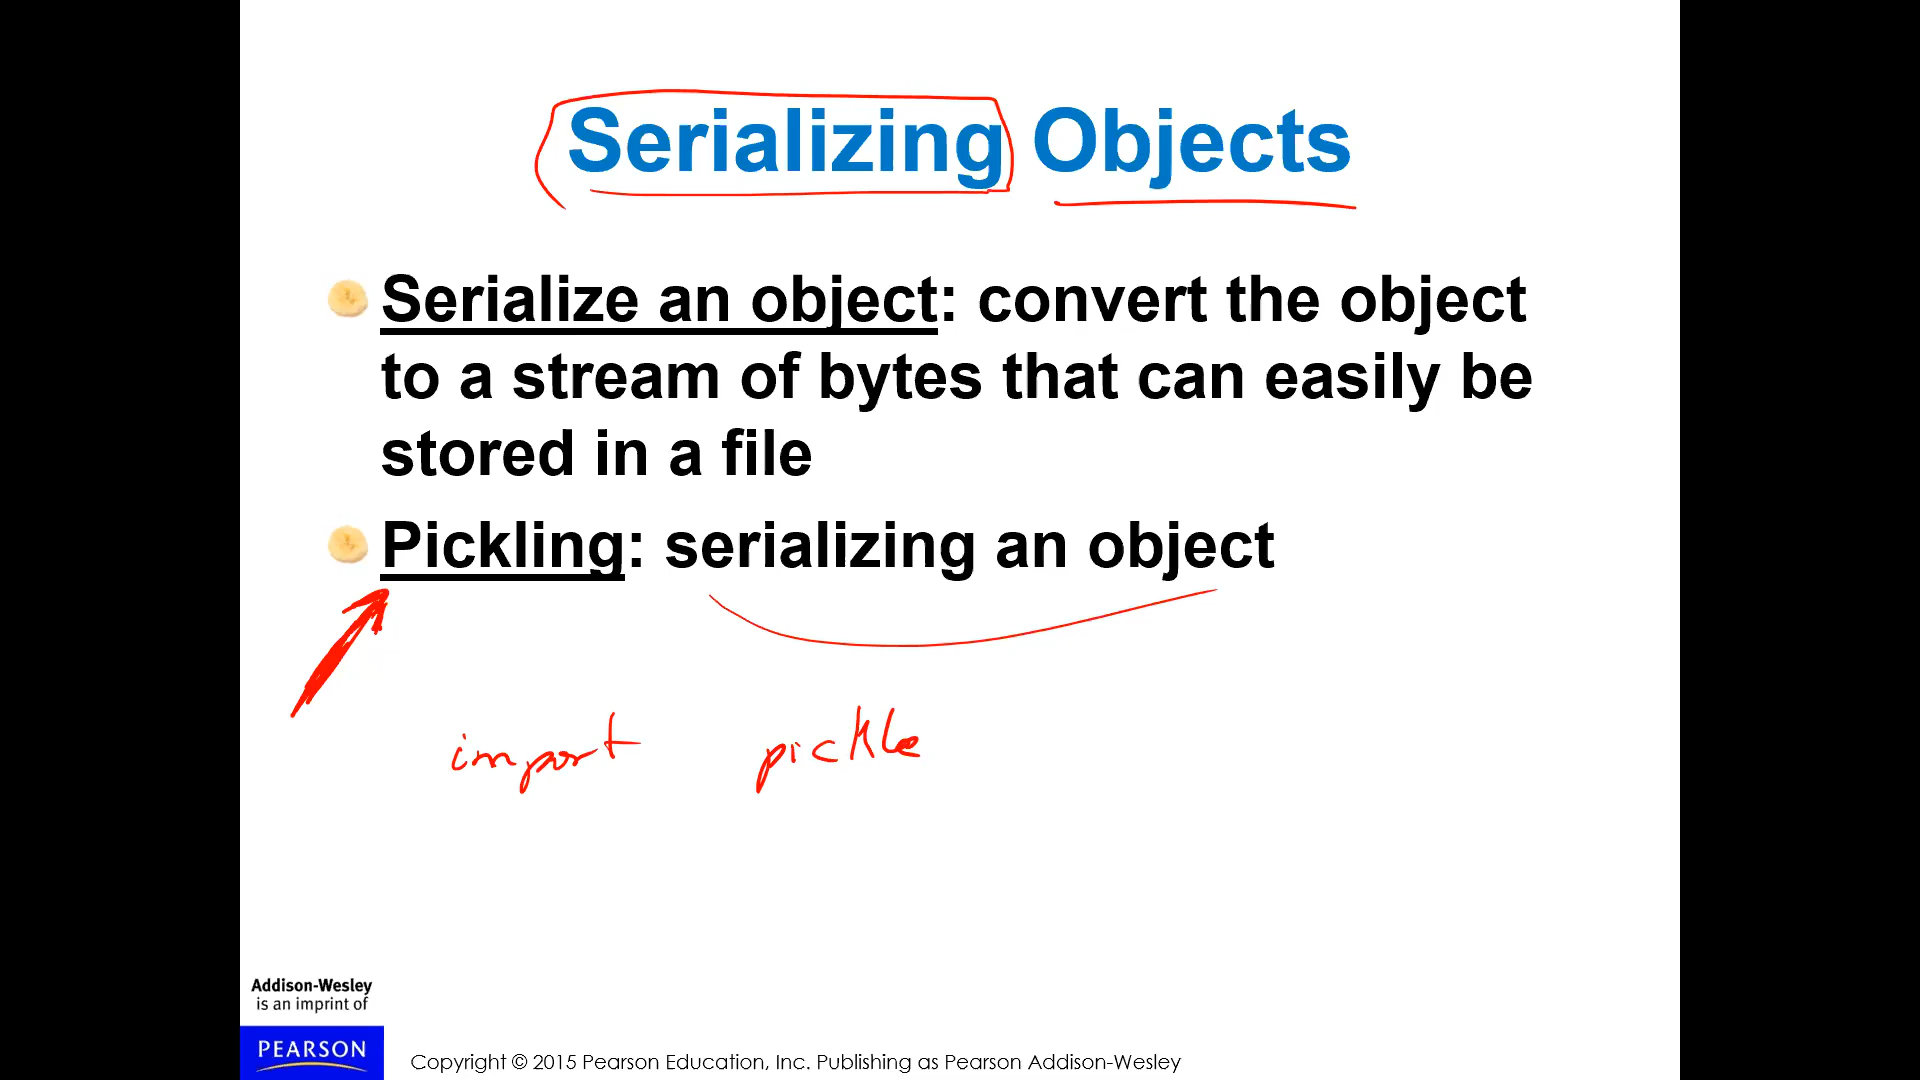 Serializing Objects
Serialize an object: convert the object
to a stream of bytes that can easily be
stored in a file
Pickling: serializing an object
import pickle
Addison-Wesley
is an imprint of
PEARSON
Copyright © 2015 Pearson Education, Inc. Publishing as Pearson Addison-Wesley